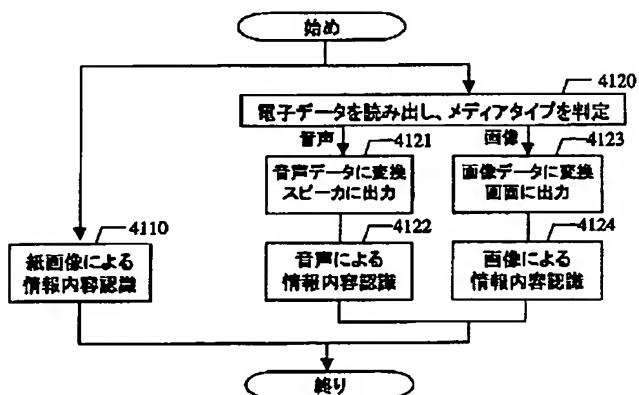 始め
4120
電子データを読み出し、メディアタイプを判定
音声
4121
画像
4123
音声データに変換
スピーカに出力
画像データに変換
画面に出力
4110
4122
4124
紙画像による
情報内容認識
音声による
情報内容認識
画像による
情報内容認識
終り